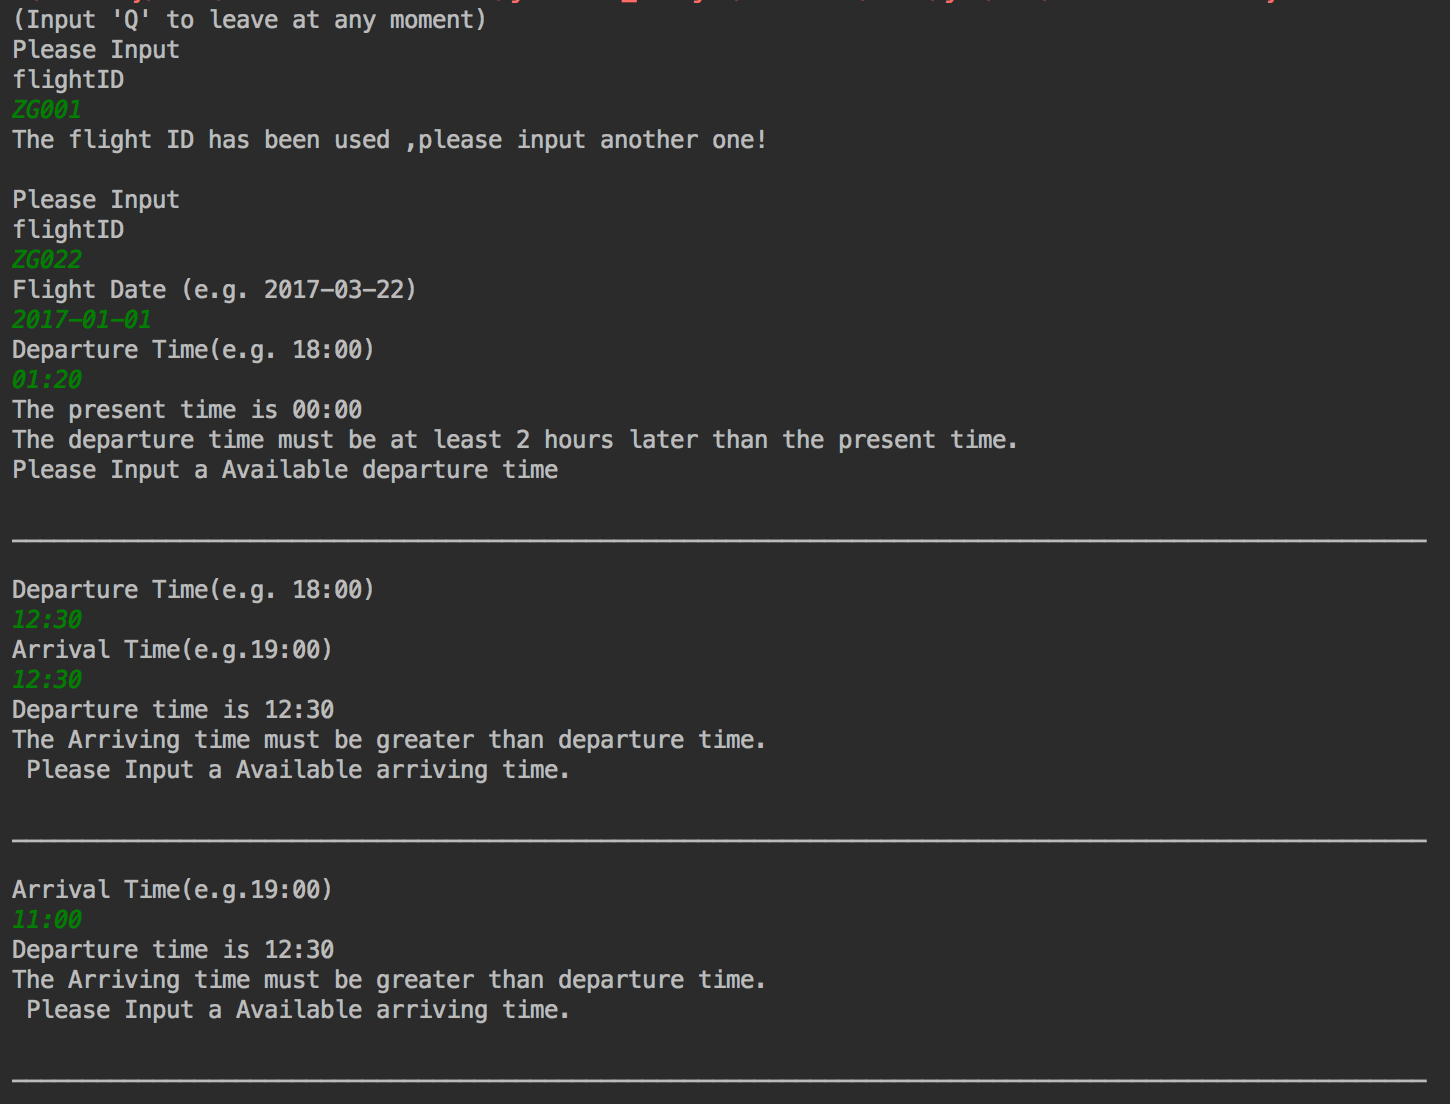 (Input 'Q' to leave at any moment)
Please Input
flightID
ZG001
The flight ID has been used ,please input another one!
Please Input
flightID
ZG022
Flight Date (e.g. 2017-03-22)
2017-01-01
Departure Time(e.g. 18:00)
01:20
The present time is 00:00
The departure time must be at least 2 hours later than the present time.
Please Input a Available departure time
Departure Time(e.g. 18:00)
12:30
Arrival Time(e.g.19:00)
12:30
Departure time is 12:30
The Arriving time must be greater than departure time.
 Please Input a Available arriving time.
Arrival Time(e.g.19:00)
11:00
Departure time is 12:30
The Arriving time must be greater than departure time.
 Please Input a Available arriving time.